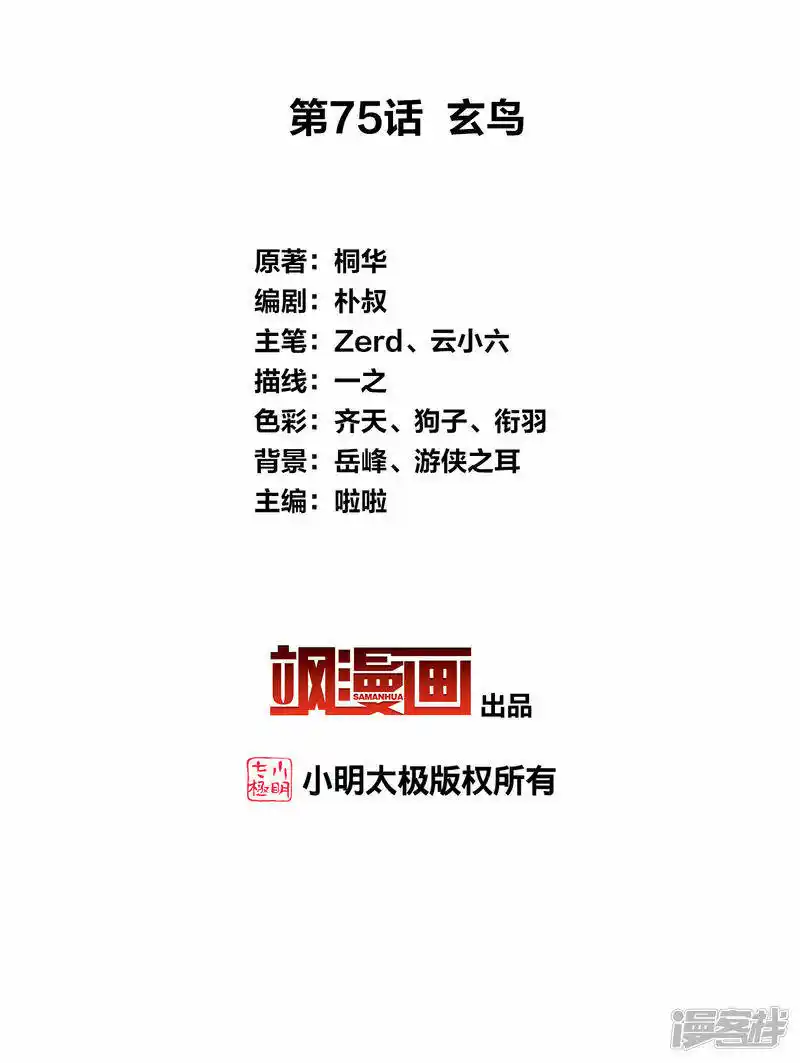 第75话 玄鸟
原著：桐华
编剧：朴叔
主笔：Zerd、云小六
描线：一之
色彩：齐天、狗子、衔羽
背景：岳峰、游侠之耳
主编：啦啦
飒漫画 出品
SAMANHUA
小明太極
小明太极版权所有
漫客栈